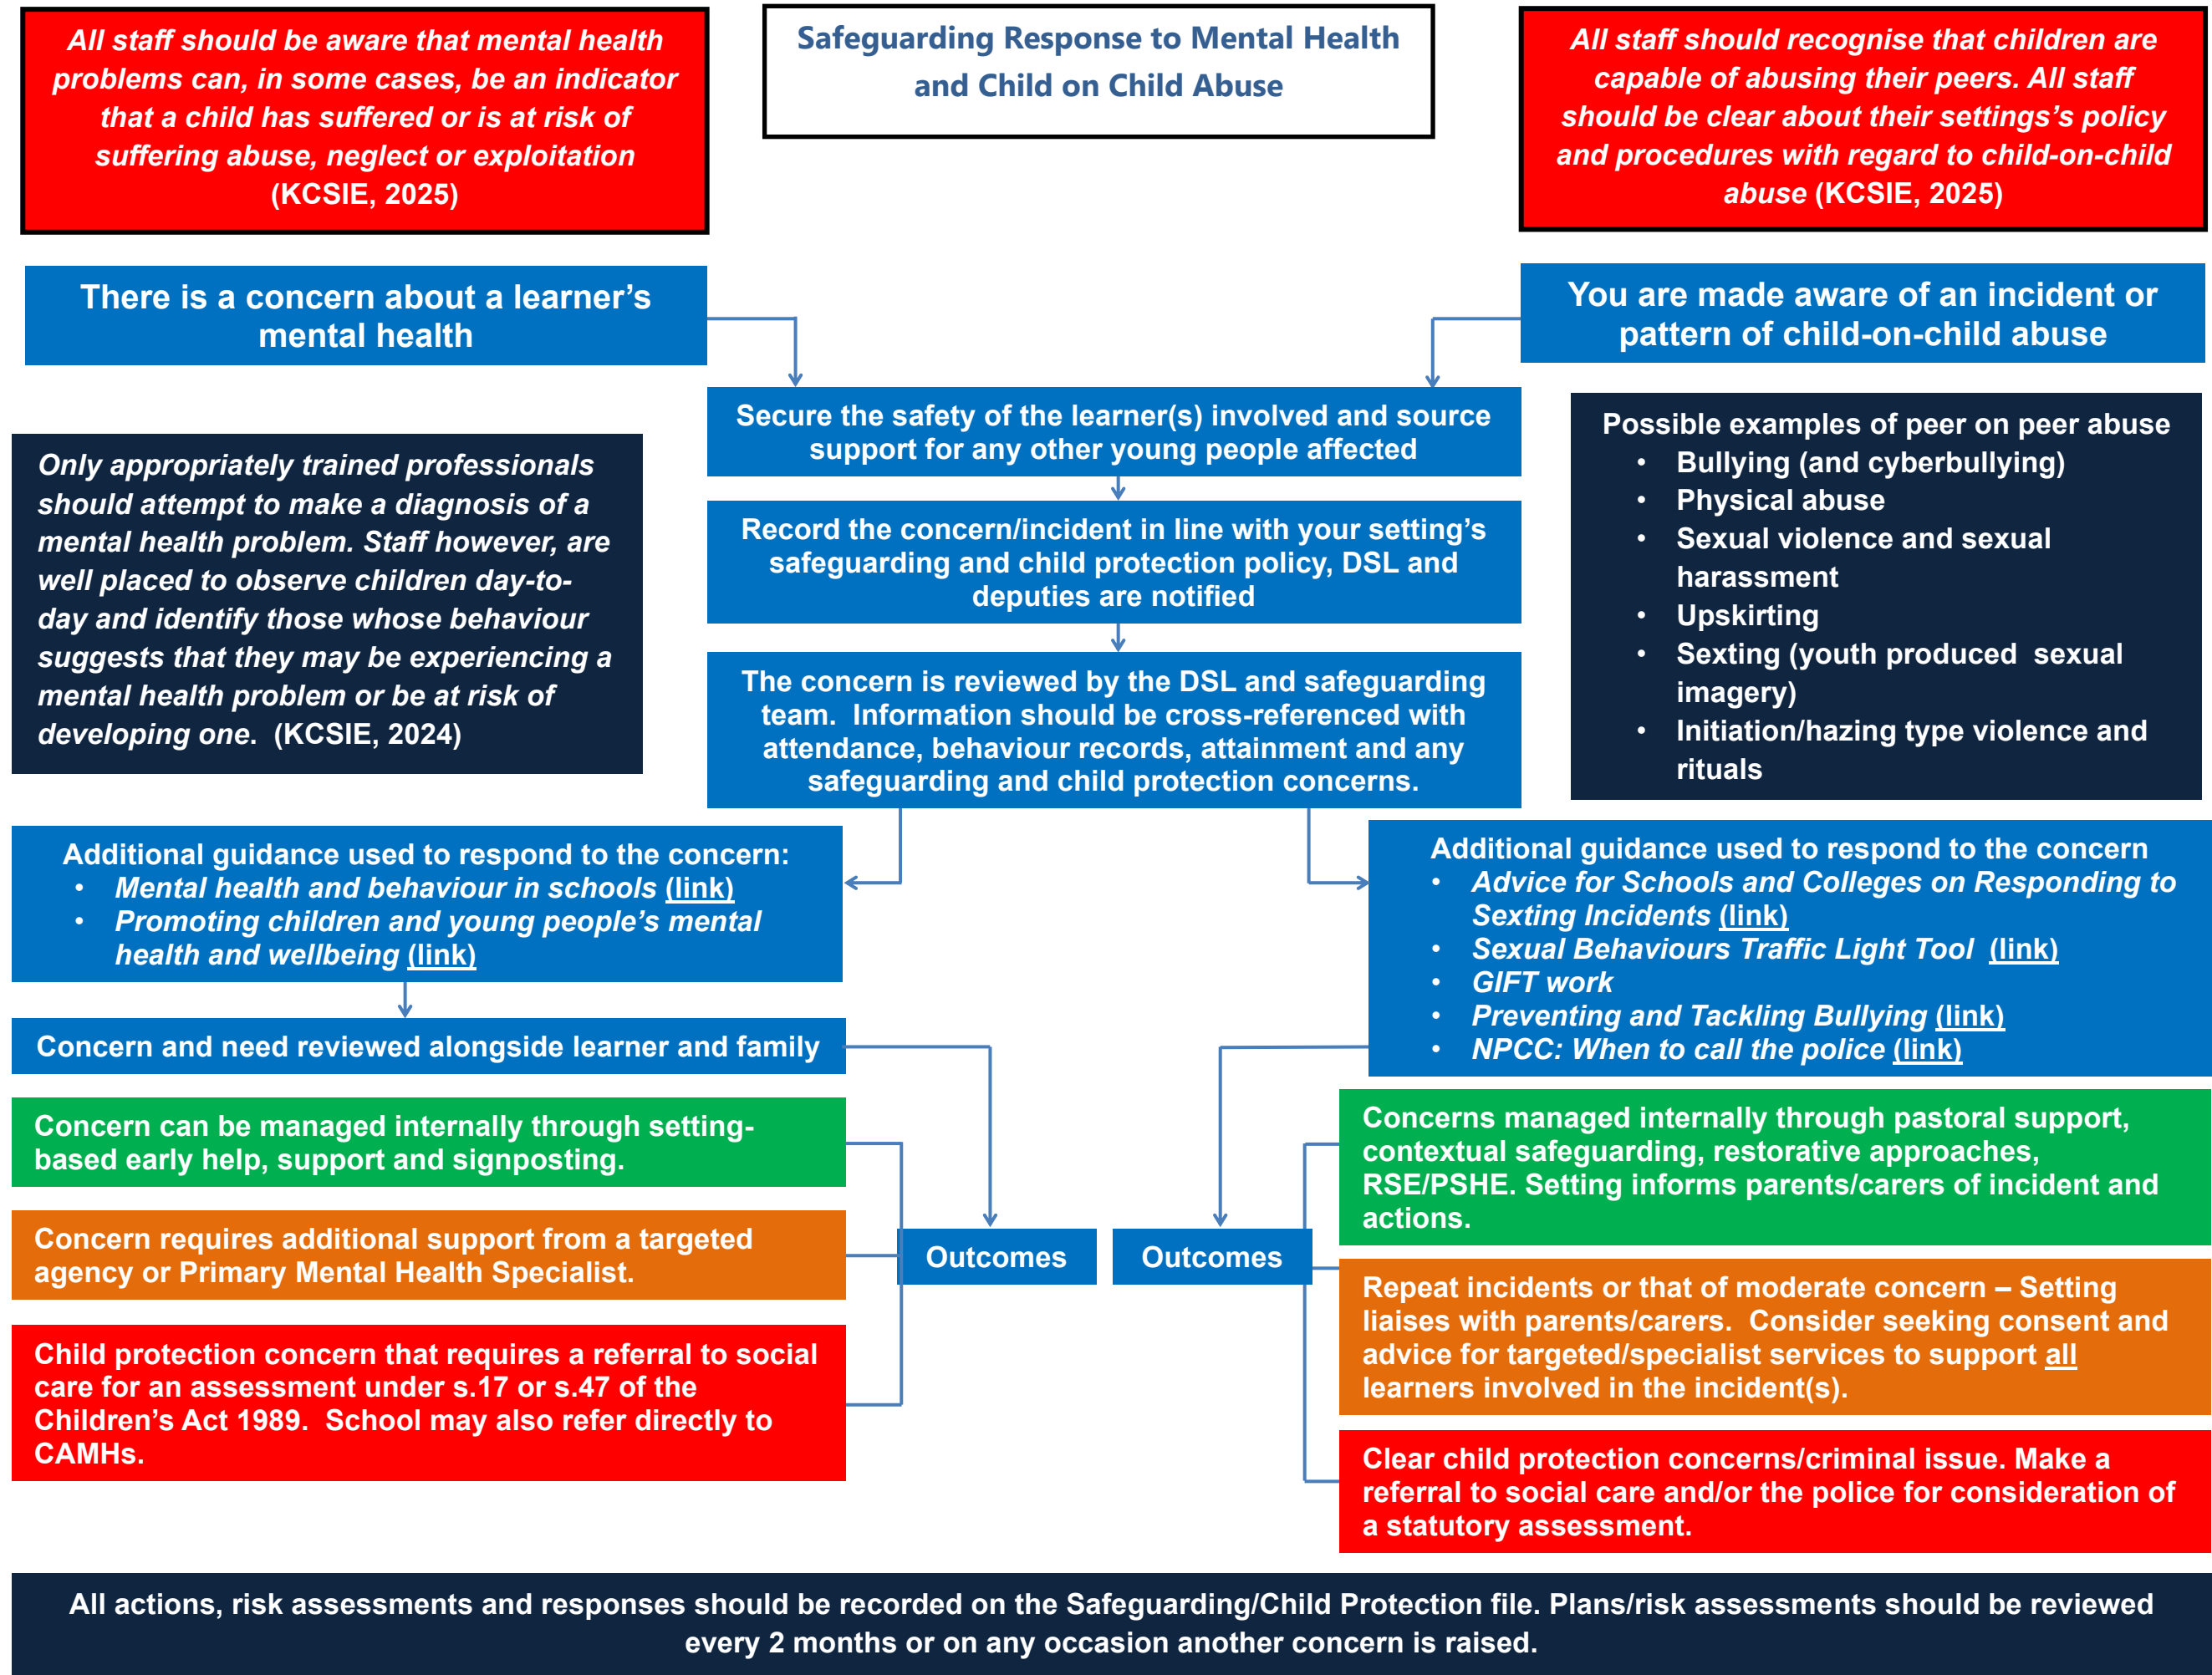 All staff should be aware that mental health
problems can, in some cases, be an indicator
that a child has suffered or is at risk of
suffering abuse, neglect or exploitation
(KCSIE, 2025)
Safeguarding Response to Mental Health
and Child on Child Abuse
All staff should recognise that children are
capable of abusing their peers. All staff
should be clear about their settings's policy
and procedures with regard to child-on-child
abuse (KCSIE, 2025)
There is a concern about a learner's
mental health
You are made aware of an incident or
pattern of child-on-child abuse
Secure the safety of the learner(s) involved and source
support for any other young people affected
Only appropriately trained professionals
should attempt to make a diagnosis of a
mental health problem. Staff however, are
well placed to observe children day-to-
day and identify those whose behaviour
suggests that they may be experiencing a
mental health problem or be at risk of
developing one. (KCSIE, 2024)
Record the concern/incident in line with your setting's
safeguarding and child protection policy, DSL and
deputies are notified
Possible examples of peer on peer abuse
• Bullying (and cyberbullying)
• Physical abuse
• Sexual violence and sexual
harassment
• Upskirting
• Sexting (youth produced sexual
imagery)
• Initiation/hazing type violence and
rituals
The concern is reviewed by the DSL and safeguarding
team. Information should be cross-referenced with
attendance, behaviour records, attainment and any
safeguarding and child protection concerns.
Additional guidance used to respond to the concern:
• Mental health and behaviour in schools (link)
• Promoting children and young people's mental
health and wellbeing (link)
Additional guidance used to respond to the concern
• Advice for Schools and Colleges on Responding to
Sexting Incidents (link)
• Sexual Behaviours Traffic Light Tool (link)
• GIFT work
• Preventing and Tackling Bullying (link)
• NPCC: When to call the police (link)
Concern and need reviewed alongside learner and family
Concern can be managed internally through setting-
based early help, support and signposting.
Concern requires additional support from a targeted
agency or Primary Mental Health Specialist.
Child protection concern that requires a referral to social
care for an assessment under s.17 or s.47 of the
Children's Act 1989. School may also refer directly to
CAMHs.
Outcomes
Outcomes
Concerns managed internally through pastoral support,
contextual safeguarding, restorative approaches,
RSE/PSHE. Setting informs parents/carers of incident and
actions.
Repeat incidents or that of moderate concern – Setting
liaises with parents/carers. Consider seeking consent and
advice for targeted/specialist services to support all
learners involved in the incident(s).
Clear child protection concerns/criminal issue. Make a
referral to social care and/or the police for consideration of
a statutory assessment.
All actions, risk assessments and responses should be recorded on the Safeguarding/Child Protection file. Plans/risk assessments should be reviewed
every 2 months or on any occasion another concern is raised.